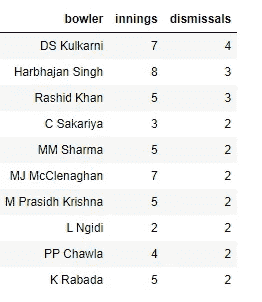 bowler innings dismissals
DS Kulkarni 7 4
Harbhajan Singh 8 3
Rashid Khan 5 3
C Sakariya 3 2
MM Sharma 5 2
MJ McClenaghan 7 2
M Prasidh Krishna 5 2
L Ngidi 2 2
PP Chawla 4 2
K Rabada 5 2